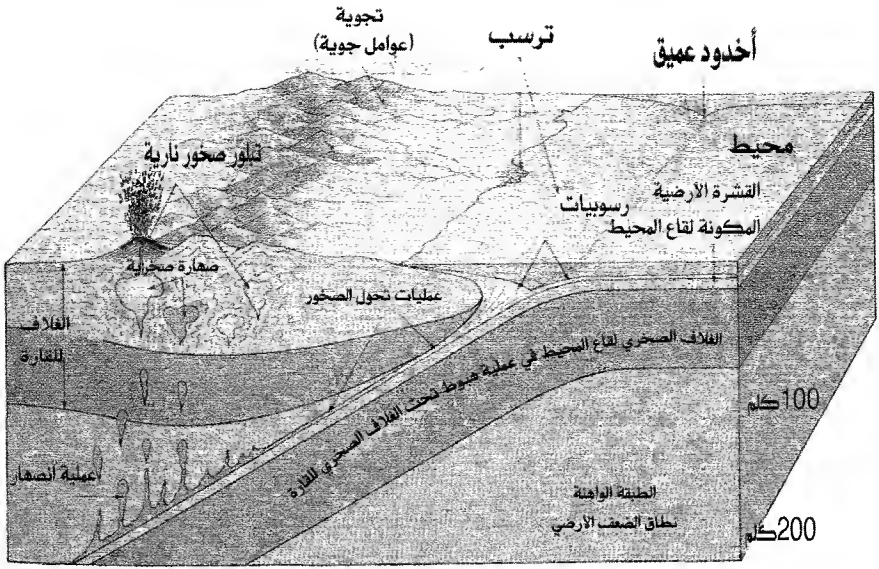 تجوية
(عوامل جوية)
ترسب
أخدود عميق
محيط
تبلور صخور نارية
القشرة الأرضية
المكونة لقاع المحيط
رسوبيات
صهارة صخرية
عمليات تحول الصخور
الغلاف
للقارة
الغلاف الصخري لقاع المحيط في عملية ضوط تحت الغلاف الصخري للقارة
100كلم
عملية انصهار
الطبقة الواهنة
نطاق الضعف الأرضي
200كلم